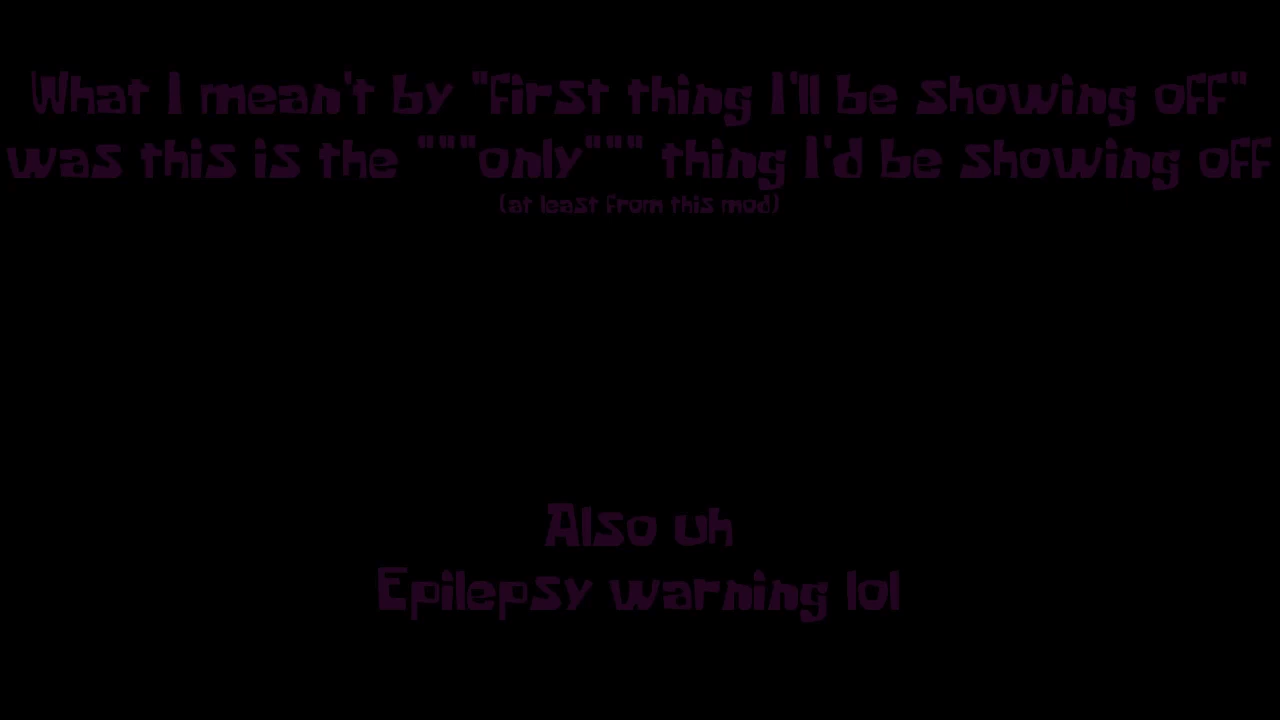 What I mean't by "first thing I'll be showing off"
was this is the """only""" thing I'd be showing off
(at least from this mod)
Also uh
Epilepsy warning lol